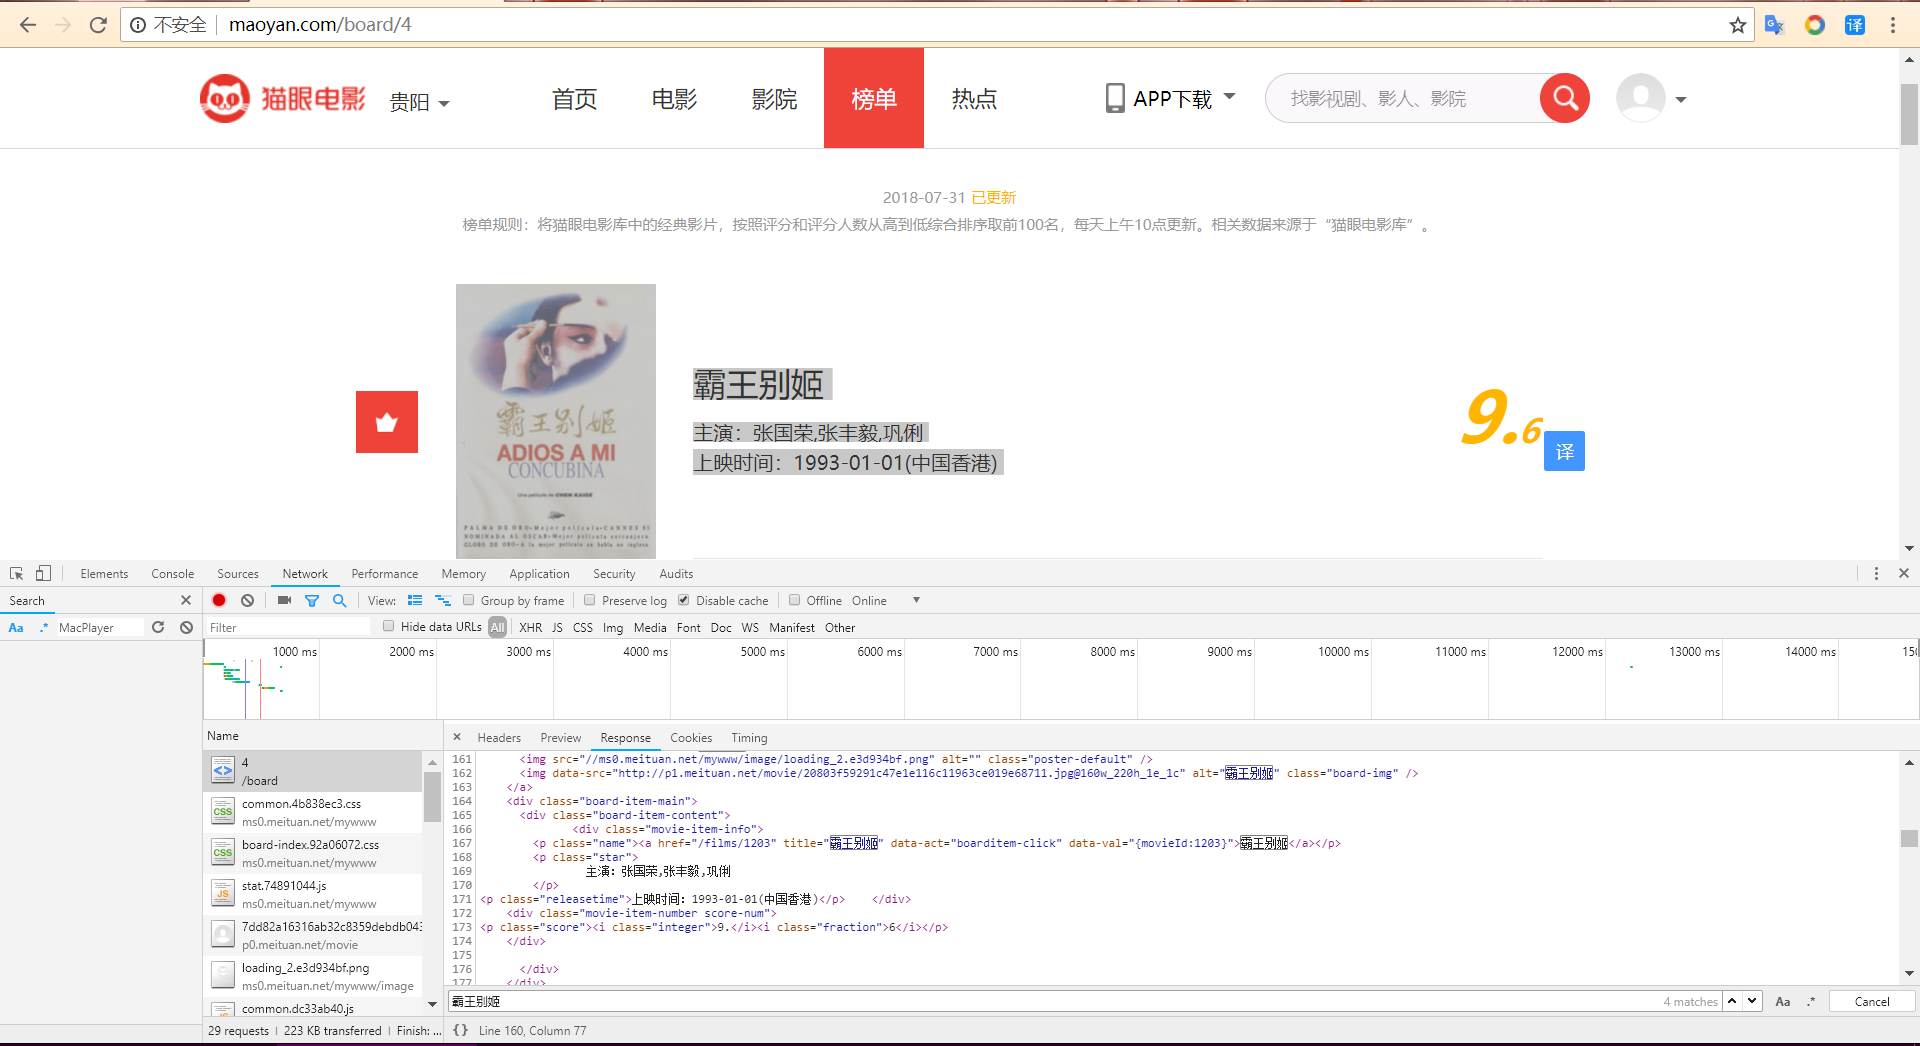 不安全 maoyan.com/board/4
猫眼电影 贵阳 首页 电影 影院 榜单 热点 APP下载 找影视剧、影人、影院
2018-07-31 已更新
榜单规则：将猫眼电影库中的经典影片，按照评分和评分人数从高到低综合排序取前100名，每天上午10点更新。相关数据来源于“猫眼电影库”。
霸王别姬
ADIOS A MI
CONCUBINA
霸王别姬
主演：张国荣,张丰毅,巩俐
上映时间：1993-01-01(中国香港)
9.6
译
Elements Console Sources Network Performance Memory Application Security Audits
Search View: Group by frame Preserve log Disable cache Offline Online
Aa .* MacPlayer Filter Hide data URLs All XHR JS CSS Img Media Font Doc WS Manifest Other
1000 ms 2000 ms 3000 ms 4000 ms 5000 ms 6000 ms 7000 ms 8000 ms 9000 ms 10000 ms 11000 ms 12000 ms 13000 ms 14000 ms
Name
4
/board
common.4b838ec3.css
ms0.meituan.net/mywww
board-index.92a06072.css
ms0.meituan.net/mywww
stat.74891044.js
ms0.meituan.net/mywww
7dd82a16316ab32c8359debdb043
p0.meituan.net/movie
loading_2.e3d934bf.png
ms0.meituan.net/mywww/image
common.dc33ab40.js
29 requests | 223 KB transferred | Finish: ...
Headers Preview Response Cookies Timing
161 <img src="//ms0.meituan.net/mywww/image/loading_2.e3d934bf.png" alt="" class="poster-default" />
162 <img data-src="http://p1.meituan.net/movie/20803f59291c47e1e116c11963ce019e68711.jpg@160w_220h_1e_1c" alt="霸王别姬" class="board-img" />
163 </a>
164 <div class="board-item-main">
165 <div class="board-item-content">
166 <div class="movie-item-info">
167 <p class="name"><a href="/films/1203" title="霸王别姬" data-act="boarditem-click" data-val="{movieId:1203}">霸王别姬</a></p>
168 <p class="star">
169 主演：张国荣,张丰毅,巩俐
170 </p>
171 <p class="releasetime">上映时间：1993-01-01(中国香港)</p> </div>
172 <div class="movie-item-number score-num">
173 <p class="score"><i class="integer">9.</i><i class="fraction">6</i></p>
174 </div>
175
176 </div>
177 </div>
霸王别姬 4 matches Aa .* Cancel
{} Line 160, Column 77